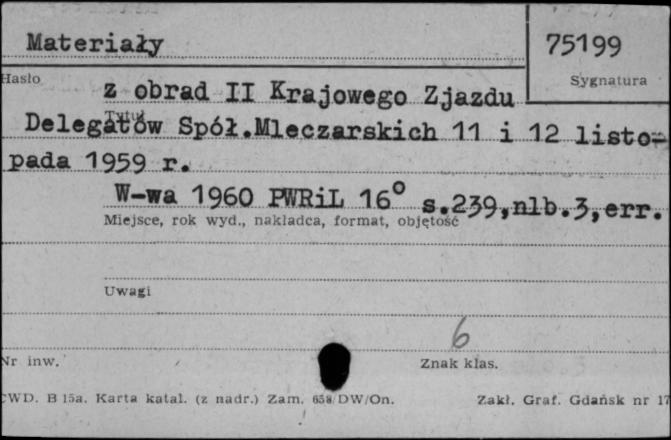 Materiały
75199
Hasło
Sygnatura
z obrad II Krajowego Zjazdu
Tytuł
Delegatów Spół.Mleczarskich 11 i 12 listo-
pada 1959 r.
W-wa 1960 PWRiL 16° s.239,nlb.3,err.
Miejsce, rok wyd., nakładca, format, objętość
Uwagi
6
Nr inw.
Znak klas.
CWD. B 15a. Karta katal. (z nadr.) Zam. 658/DW/On.
Zakł. Graf. Gdańsk nr 17